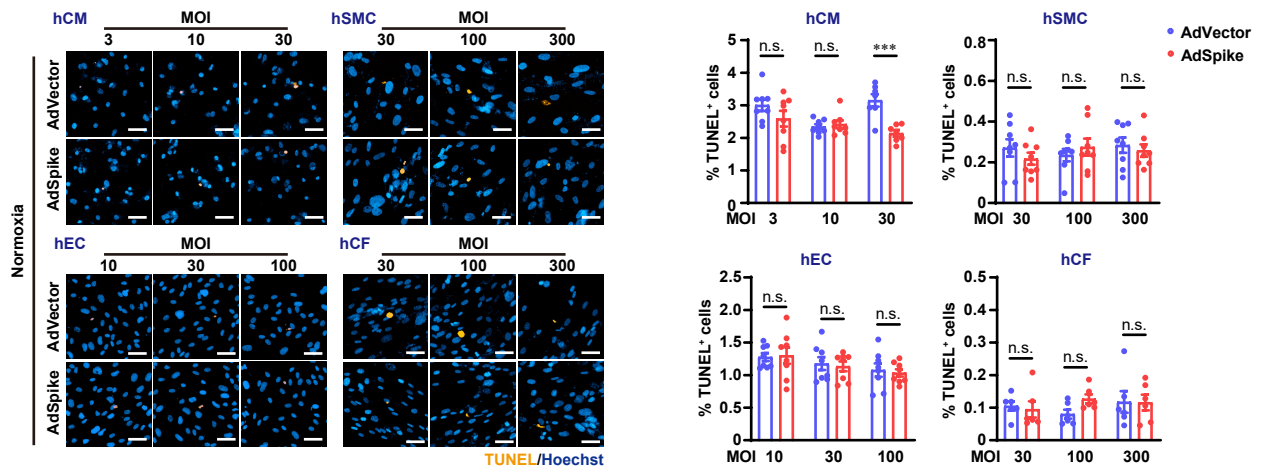 hCM MOI
3 10 30
hSMC MOI
30 100 300
Normoxia
AdVector
AdSpike
hEC MOI
10 30 100
hCF MOI
30 100 300
AdVector
AdSpike
TUNEL/Hoechst
hCM
% TUNEL⁺ cells
5
4
3
2
1
0
n.s. n.s. ***
MOI 3 10 30
hSMC
% TUNEL⁺ cells
0.8
0.6
0.4
0.2
0
n.s. n.s. n.s.
MOI 30 100 300
AdVector
AdSpike
hEC
% TUNEL⁺ cells
2.5
2.0
1.5
1.0
0.5
0
n.s. n.s. n.s.
MOI 10 30 100
hCF
% TUNEL⁺ cells
0.5
0.4
0.3
0.2
0.1
0
n.s. n.s. n.s.
MOI 30 100 300